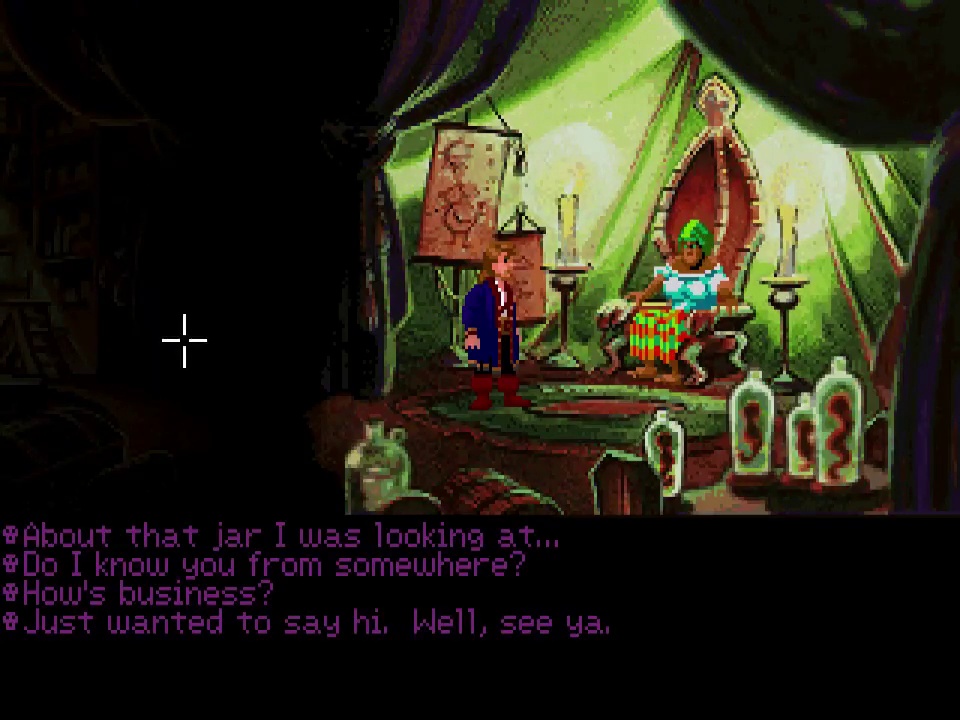 About that jar I was looking at...
Do I know you from somewhere?
How's business?
Just wanted to say hi.  Well, see ya.